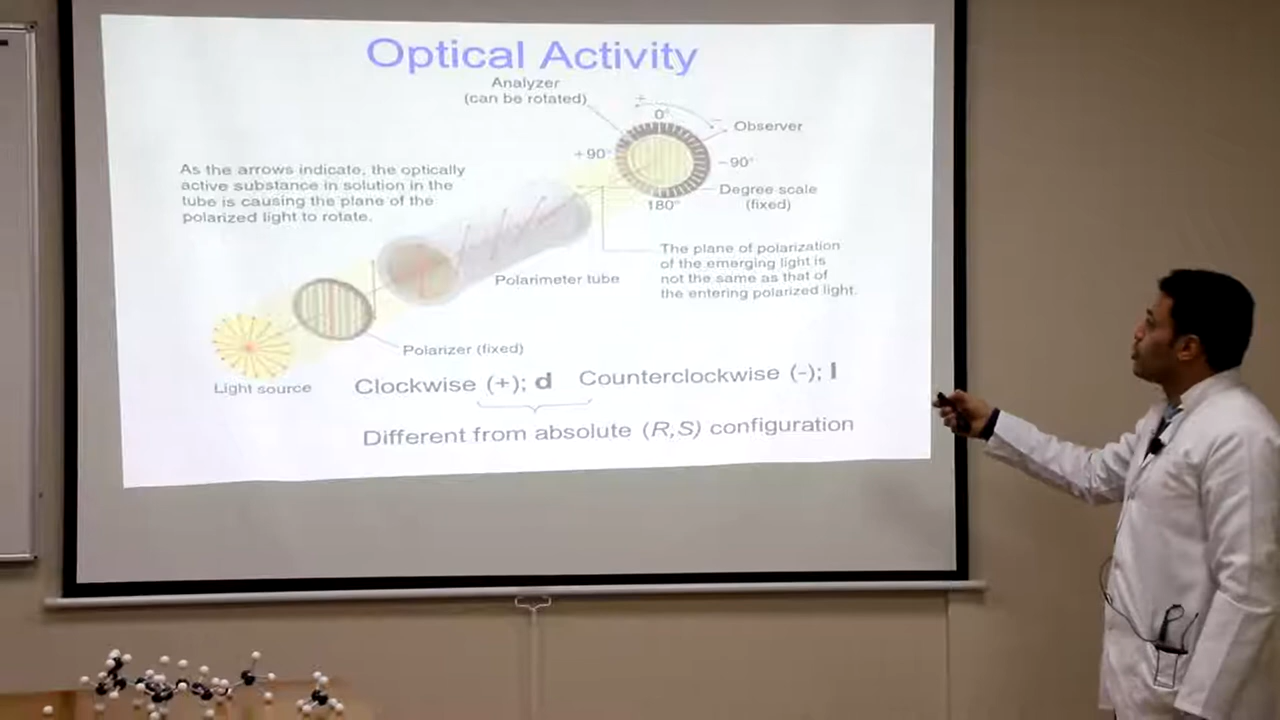 Optical Activity
Analyzer
(can be rotated)
+
0°
−
Observer
+90°
−90°
As the arrows indicate, the optically
active substance in solution in the
tube is causing the plane of the
polarized light to rotate.
Degree scale
(fixed)
180°
The plane of polarization
of the emerging light is
not the same as that of
the entering polarized light.
Polarimeter tube
Polarizer (fixed)
Light source
Clockwise (+); d Counterclockwise (-); l
Different from absolute (R,S) configuration